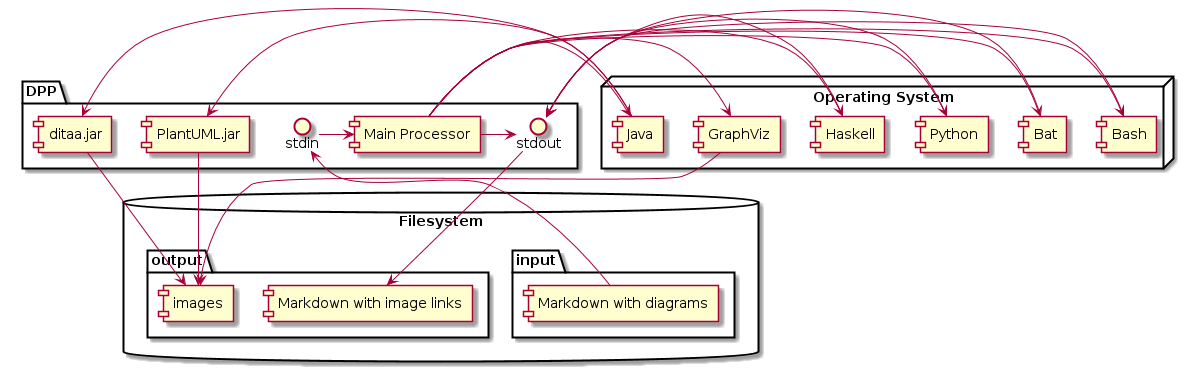 DPP
Operating System
ditaa.jar
PlantUML.jar
stdin
Main Processor
stdout
Java
GraphViz
Haskell
Python
Bat
Bash
Filesystem
output
input
images
Markdown with image links
Markdown with diagrams